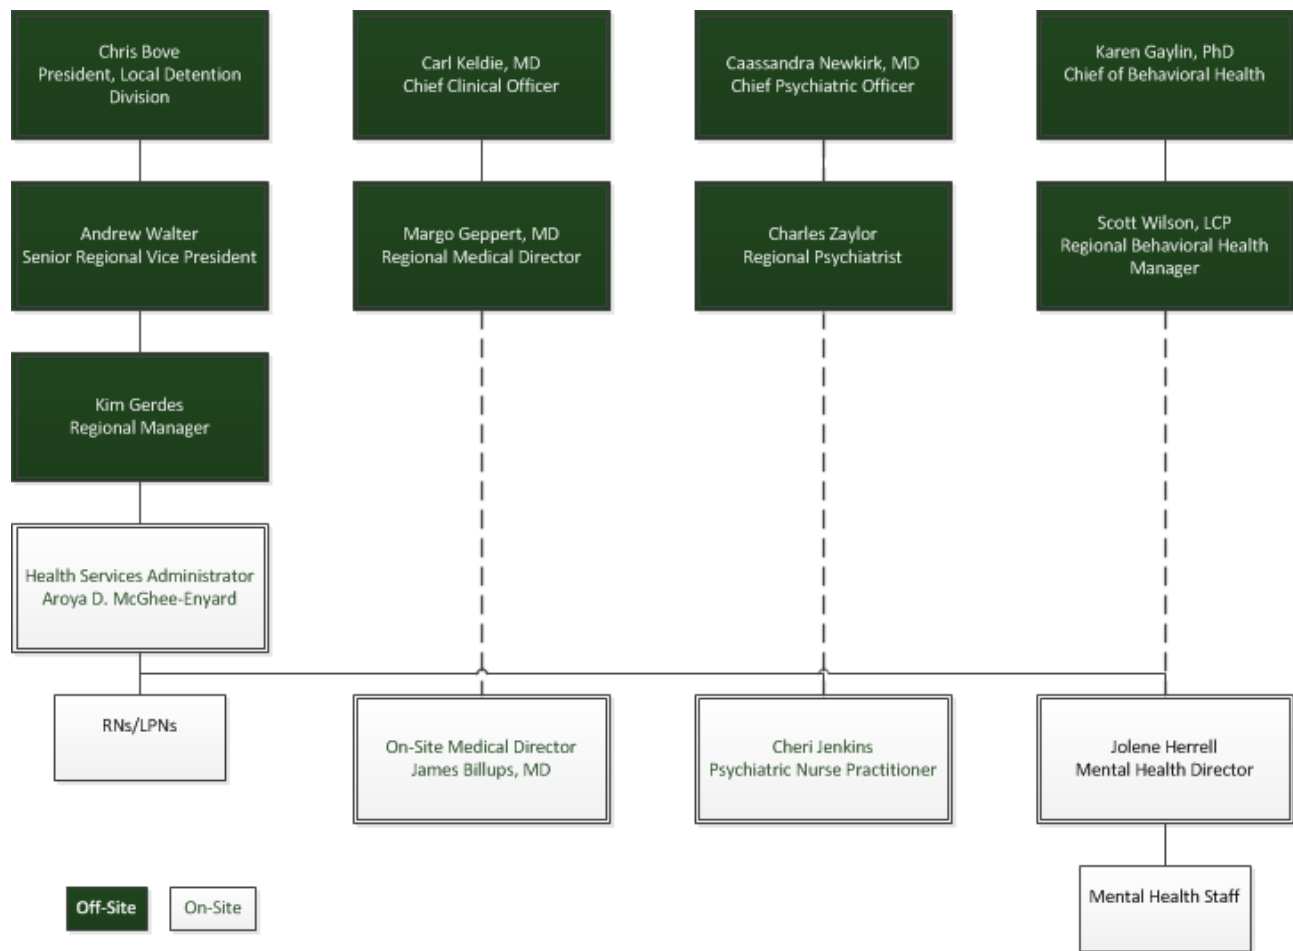 Chris Bove
President, Local Detention
Division
Carl Keldie, MD
Chief Clinical Officer
Caassandra Newkirk, MD
Chief Psychiatric Officer
Karen Gaylin, PhD
Chief of Behavioral Health
Andrew Walter
Senior Regional Vice President
Margo Geppert, MD
Regional Medical Director
Charles Zaylor
Regional Psychiatrist
Scott Wilson, LCP
Regional Behavioral Health
Manager
Kim Gerdes
Regional Manager
Health Services Administrator
Aroya D. McGhee-Enyard
RNs/LPNs
On-Site Medical Director
James Billups, MD
Cheri Jenkins
Psychiatric Nurse Practitioner
Jolene Herrell
Mental Health Director
Mental Health Staff
Off-Site
On-Site